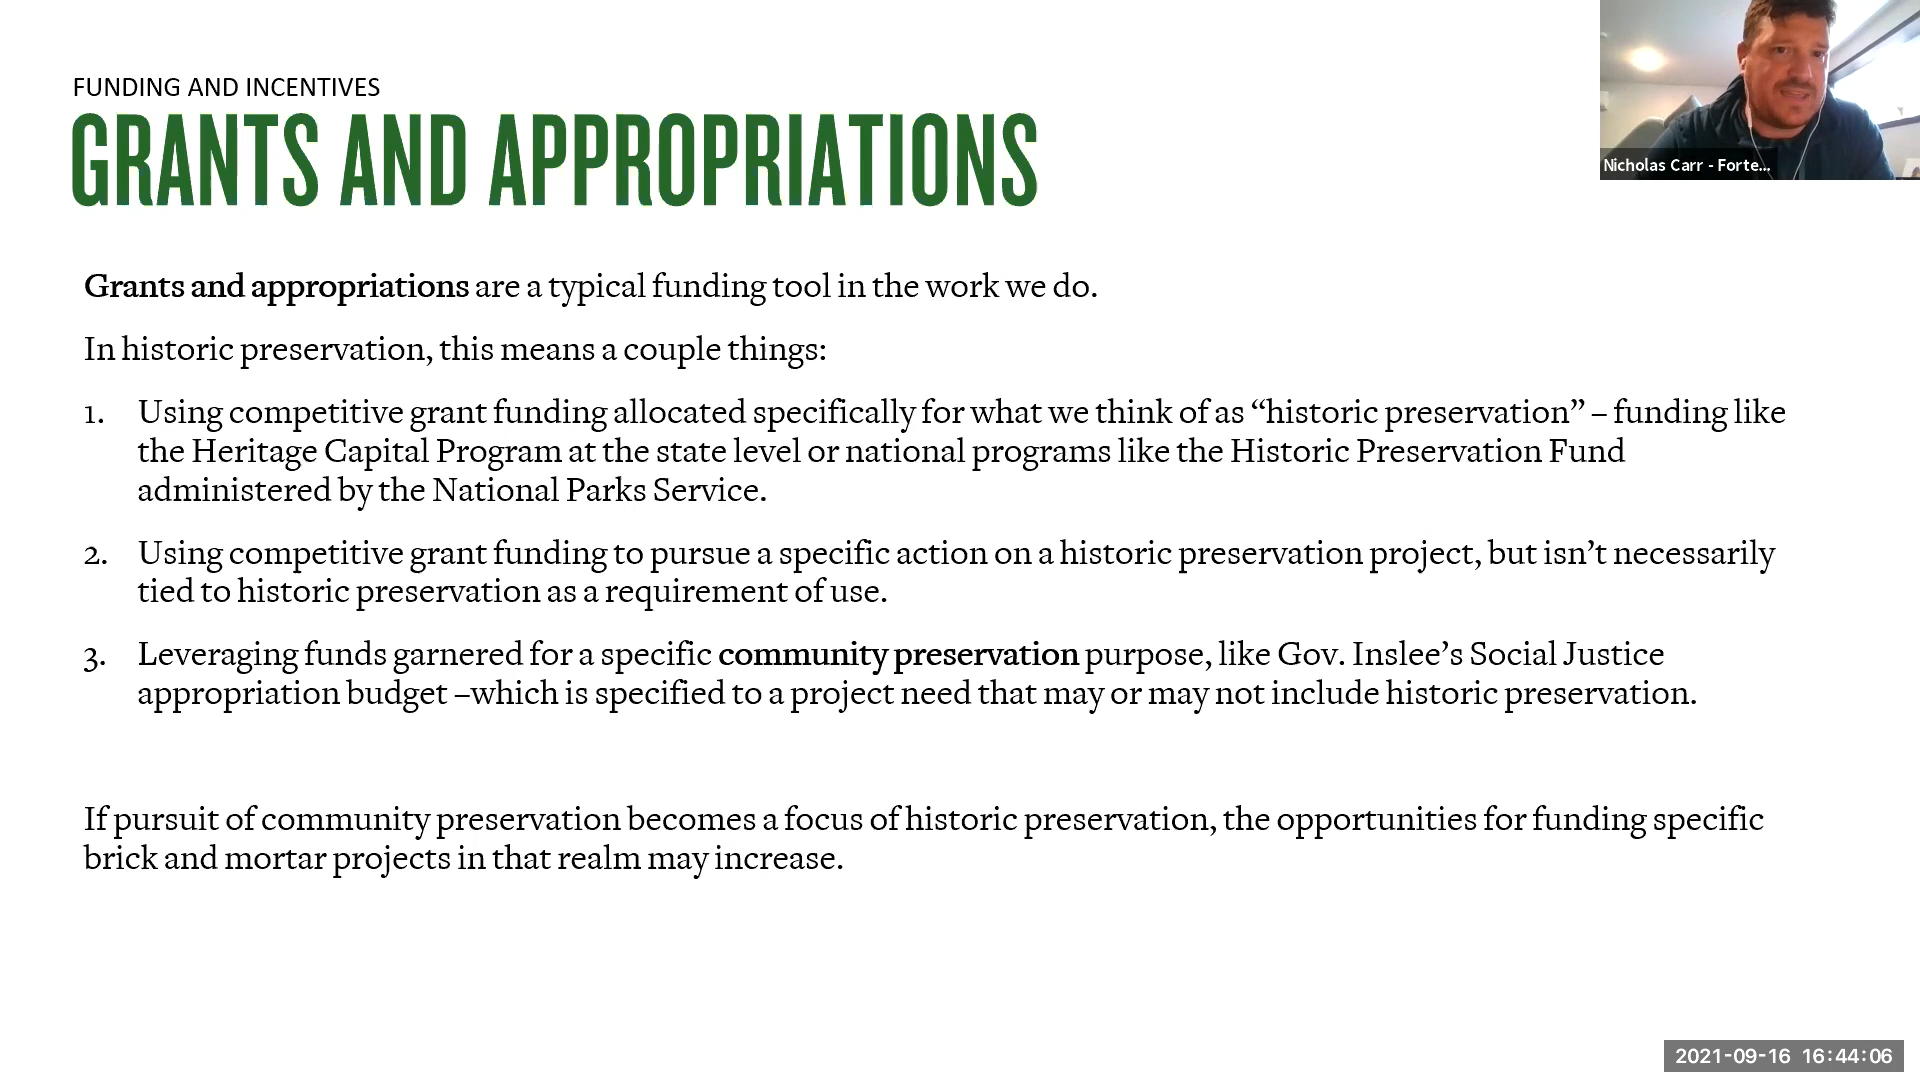 FUNDING AND INCENTIVES
GRANTS AND APPROPRIATIONS
Nicholas Carr - Forte...
Grants and appropriations are a typical funding tool in the work we do.
In historic preservation, this means a couple things:
1. Using competitive grant funding allocated specifically for what we think of as “historic preservation” – funding like
the Heritage Capital Program at the state level or national programs like the Historic Preservation Fund
administered by the National Parks Service.
2. Using competitive grant funding to pursue a specific action on a historic preservation project, but isn’t necessarily
tied to historic preservation as a requirement of use.
3. Leveraging funds garnered for a specific community preservation purpose, like Gov. Inslee’s Social Justice
appropriation budget –which is specified to a project need that may or may not include historic preservation.
If pursuit of community preservation becomes a focus of historic preservation, the opportunities for funding specific
brick and mortar projects in that realm may increase.
2021-09-16 16:44:06